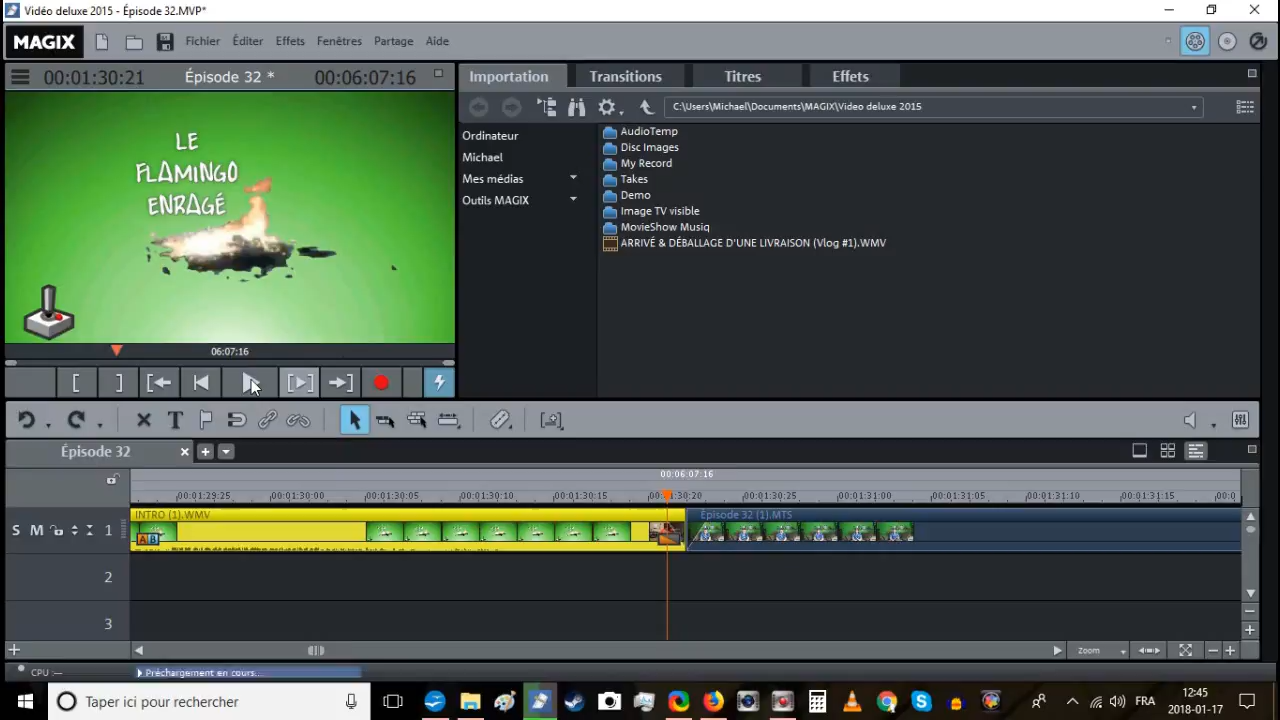 Vidéo deluxe 2015 - Épisode 32.MVP*
MAGIX Fichier Éditer Effets Fenêtres Partage Aide
00:01:30:21 Épisode 32 * 00:06:07:16
Importation Transitions Titres Effets
C:\Users\Michael\Documents\MAGIX\Video deluxe 2015
Ordinateur
Michael
Mes médias
Outils MAGIX
AudioTemp
Disc Images
My Record
Takes
Demo
Image TV visible
MovieShow Musiq
ARRIVÉ & DÉBALLAGE D'UNE LIVRAISON (Vlog #1).WMV
LE
FLAMINGO
ENRAGÉ
06:07:16
Épisode 32
00:06:07:16
00:01:29:25 00:01:30:00 00:01:30:05 00:01:30:10 00:01:30:15 00:01:30:20 00:01:30:25 00:01:31:00 00:01:31:05 00:01:31:10 00:01:31:15 00:0
INTRO (1).WMV Épisode 32 (1).MTS
S M 1
AB
2
3
Zoom
CPU: — Préchargement en cours...
Taper ici pour rechercher
FRA
12:45
2018-01-17